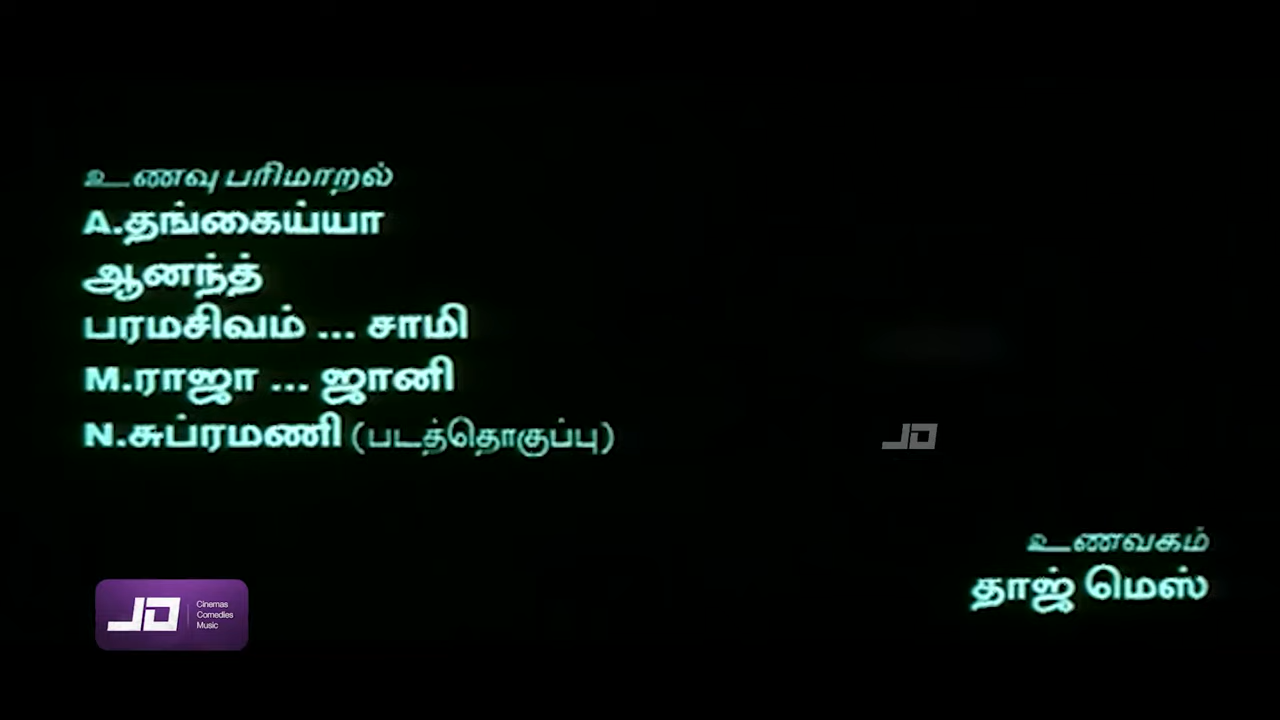 உணவு பரிமாறல்
A.தங்கைய்யா
ஆனந்த்
பரமசிவம் ... சாமி
M.ராஜா ... ஜானி
N.சுப்ரமணி (படத்தொகுப்பு)
JD
உணவகம்
தாஜ் மெஸ்
JD
Cinemas
Comedies
Music